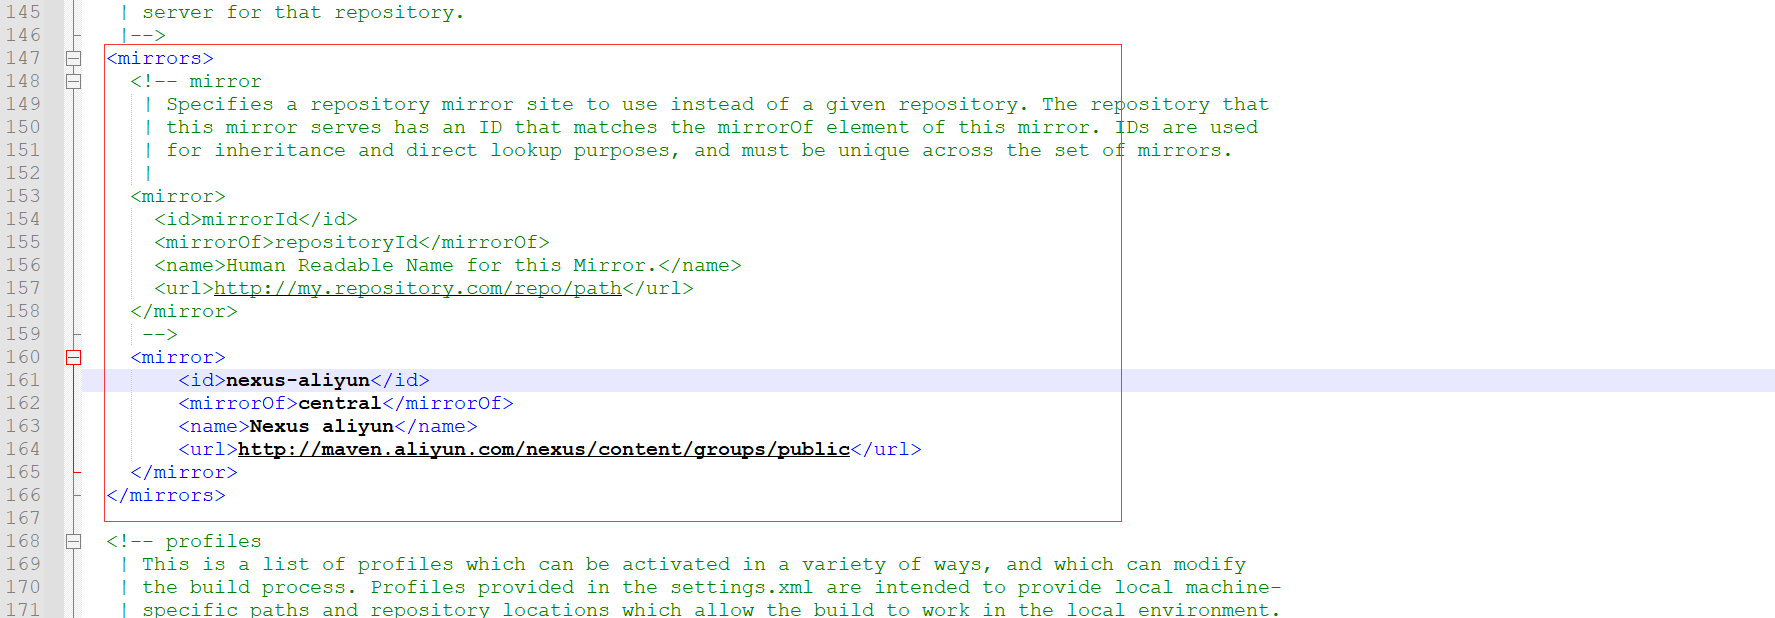 145 | server for that repository.
146 |-->
147 <mirrors>
148 <!-- mirror
149 | Specifies a repository mirror site to use instead of a given repository. The repository that
150 | this mirror serves has an ID that matches the mirrorOf element of this mirror. IDs are used
151 | for inheritance and direct lookup purposes, and must be unique across the set of mirrors.
152 |
153 <mirror>
154 <id>mirrorId</id>
155 <mirrorOf>repositoryId</mirrorOf>
156 <name>Human Readable Name for this Mirror.</name>
157 <url>http://my.repository.com/repo/path</url>
158 </mirror>
159 -->
160 <mirror>
161 <id>nexus-aliyun</id>
162 <mirrorOf>central</mirrorOf>
163 <name>Nexus aliyun</name>
164 <url>http://maven.aliyun.com/nexus/content/groups/public</url>
165 </mirror>
166 </mirrors>
167
168 <!-- profiles
169 | This is a list of profiles which can be activated in a variety of ways, and which can modify
170 | the build process. Profiles provided in the settings.xml are intended to provide local machine-
171 | specific paths and repository locations which allow the build to work in the local environment.